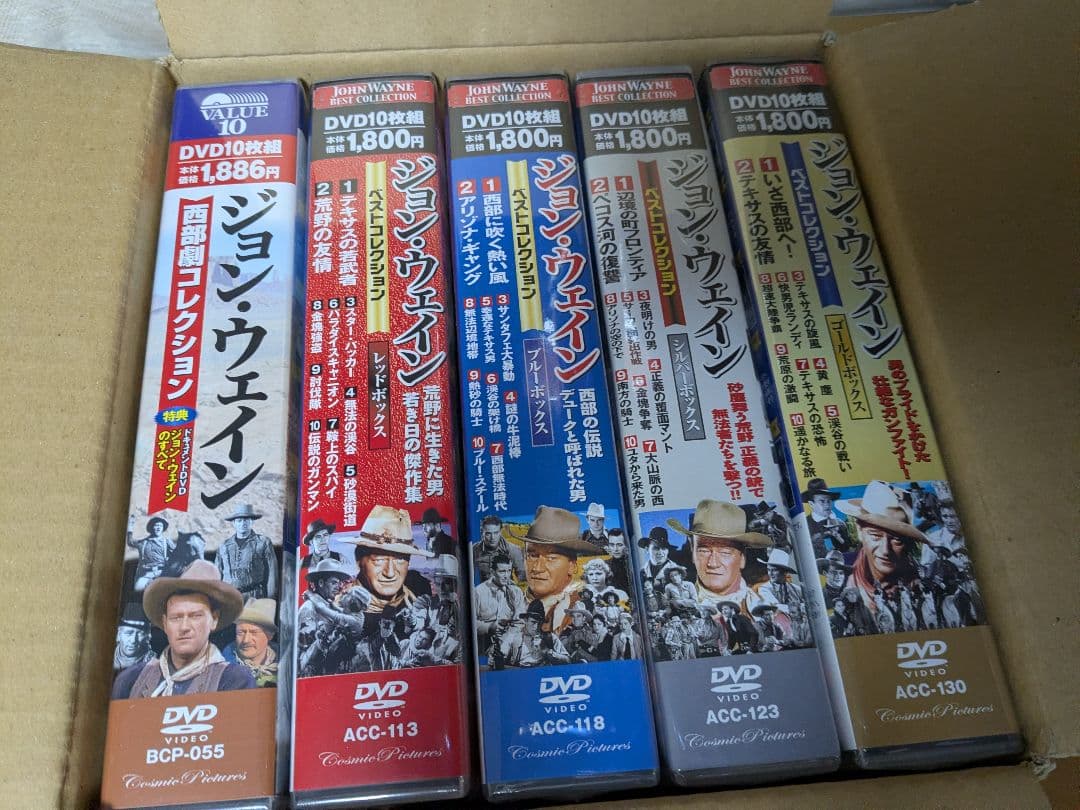 VALUE
10
DVD10枚組
本体価格 1,886円
ジョン・ウェイン
西部劇コレクション
特典
ドキュメントDVD
ジョン・ウェインのすべて
DVD
VIDEO
BCP-055
Cosmic Pictures
JOHN WAYNE
BEST COLLECTION
DVD10枚組
本体価格 1,800円
ジョン・ウェイン
ベストコレクション
レッドボックス
荒野に生きた男
若き日の傑作集
1 テキサスの若武者
2 荒野の友情
3 スター・パッカー
4 無法の渓谷
5 砂漠街道
6 パラダイスキャニオン
7 鞍上のスパイ
8 金塊強盗
9 討伐隊
10 伝説のガンマン
DVD
VIDEO
ACC-113
Cosmic Pictures
JOHN WAYNE
BEST COLLECTION
DVD10枚組
本体価格 1,800円
ジョン・ウェイン
ベストコレクション
ブルーボックス
西部の伝説
デュークと呼ばれた男
1 西部に吹く熱い風
2 アリゾナ・ギャング
3 サンタフェ大暴動
4 謎の牛泥棒
5 幸運なテキサス男
6 渓谷の架け橋
7 西部無法時代
8 無法辺境地帯
9 熱砂の騎士
10 ブルー・スチール
DVD
VIDEO
ACC-118
Cosmic Pictures
JOHN WAYNE
BEST COLLECTION
DVD10枚組
本体価格 1,800円
ジョン・ウェイン
ベストコレクション
シルバーボックス
砂塵舞う荒野 正義の銃で
無法者たちを撃つ!!
1 辺境の町フロンティア
2 ペコス河の復讐
3 夜明けの男
4 正義の覆面マント
6 金塊争奪
7 大山脈の西
8 アリゾナの空の下で
9 南方の騎士
10 ユタから来た男
DVD
VIDEO
ACC-123
Cosmic Pictures
JOHN WAYNE
BEST COLLECTION
DVD10枚組
本体価格 1,800円
ジョン・ウェイン
ベストコレクション
ゴールドボックス
男のプライドをかけた
壮絶なガンファイト!
1 いざ西部へ!
2 テキサスの友情
3 テキサスの旋風
4 黄塵
5 渓谷の戦い
6 快男児ランディ
7 テキサスの恐怖
8 超速大陸争覇
9 荒原の激闘
10 遥かなる旅
DVD
VIDEO
ACC-130
Cosmic Pictures